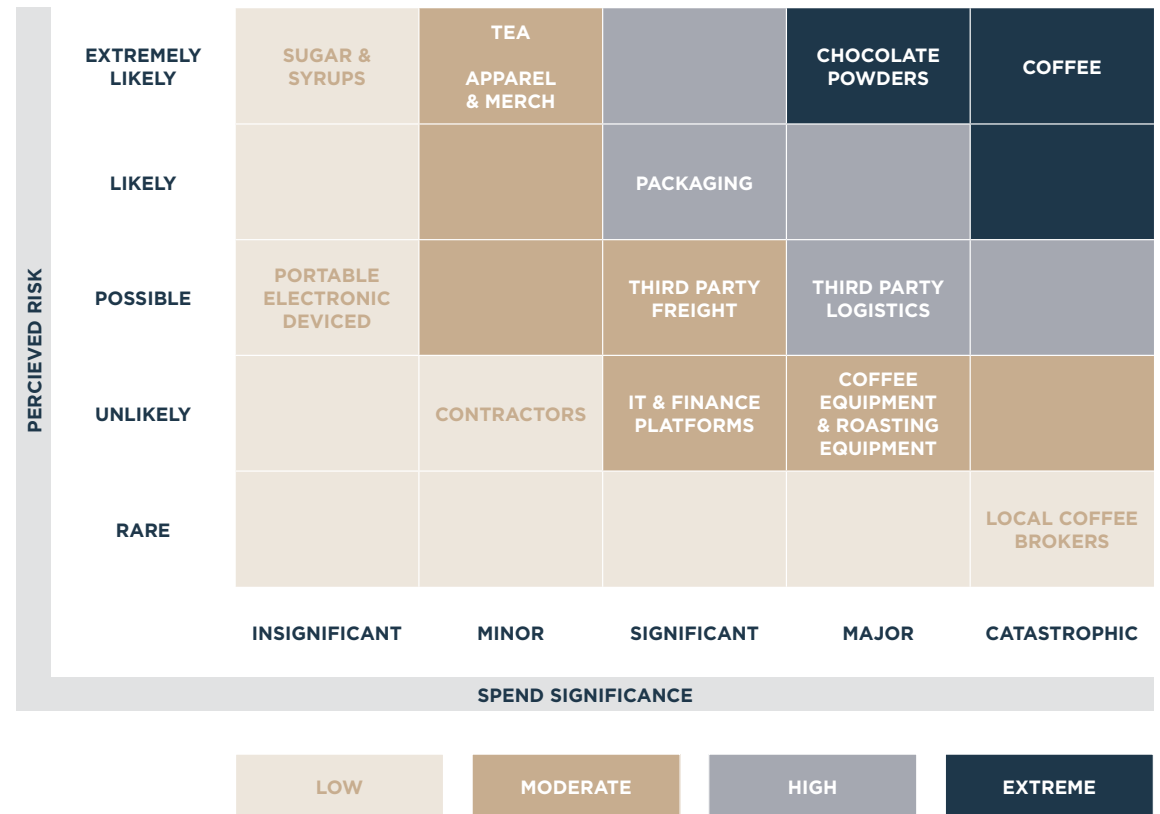 EXTREMELY
LIKELY
SUGAR &
SYRUPS
TEA
APPAREL
& MERCH
CHOCOLATE
POWDERS
COFFEE
LIKELY
PACKAGING
PERCIEVED RISK
POSSIBLE
PORTABLE
ELECTRONIC
DEVICED
THIRD PARTY
FREIGHT
THIRD PARTY
LOGISTICS
UNLIKELY
CONTRACTORS
IT & FINANCE
PLATFORMS
COFFEE
EQUIPMENT
& ROASTING
EQUIPMENT
RARE
LOCAL COFFEE
BROKERS
INSIGNIFICANT
MINOR
SIGNIFICANT
MAJOR
CATASTROPHIC
SPEND SIGNIFICANCE
LOW
MODERATE
HIGH
EXTREME